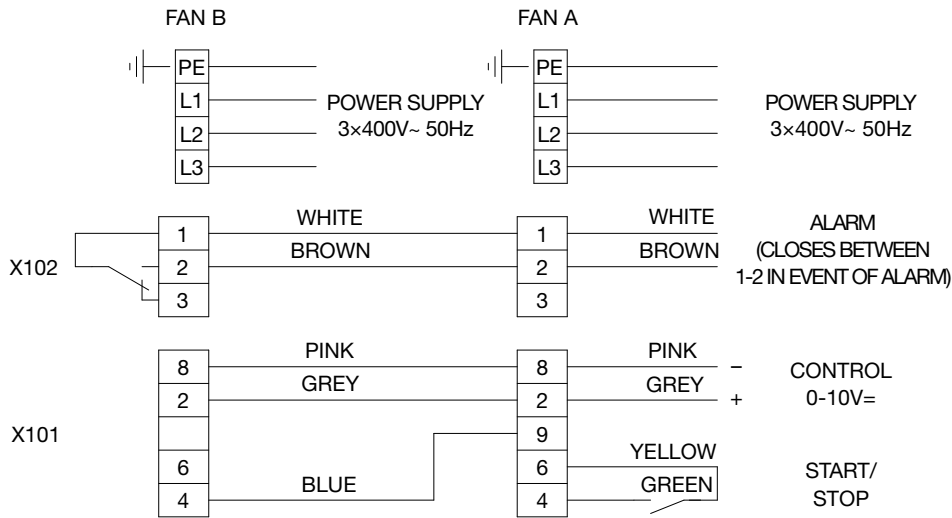 FAN B
FAN A
PE
PE
L1
POWER SUPPLY
L1
POWER SUPPLY
L2
3×400V~ 50Hz
L2
3×400V~ 50Hz
L3
L3
1
WHITE
1
WHITE
ALARM
X102
2
BROWN
2
BROWN
(CLOSES BETWEEN
1-2 IN EVENT OF ALARM)
3
3
8
PINK
8
PINK
–
CONTROL
2
GREY
2
GREY
+
0-10V=
X101
9
6
6
YELLOW
START/
4
BLUE
4
GREEN
STOP